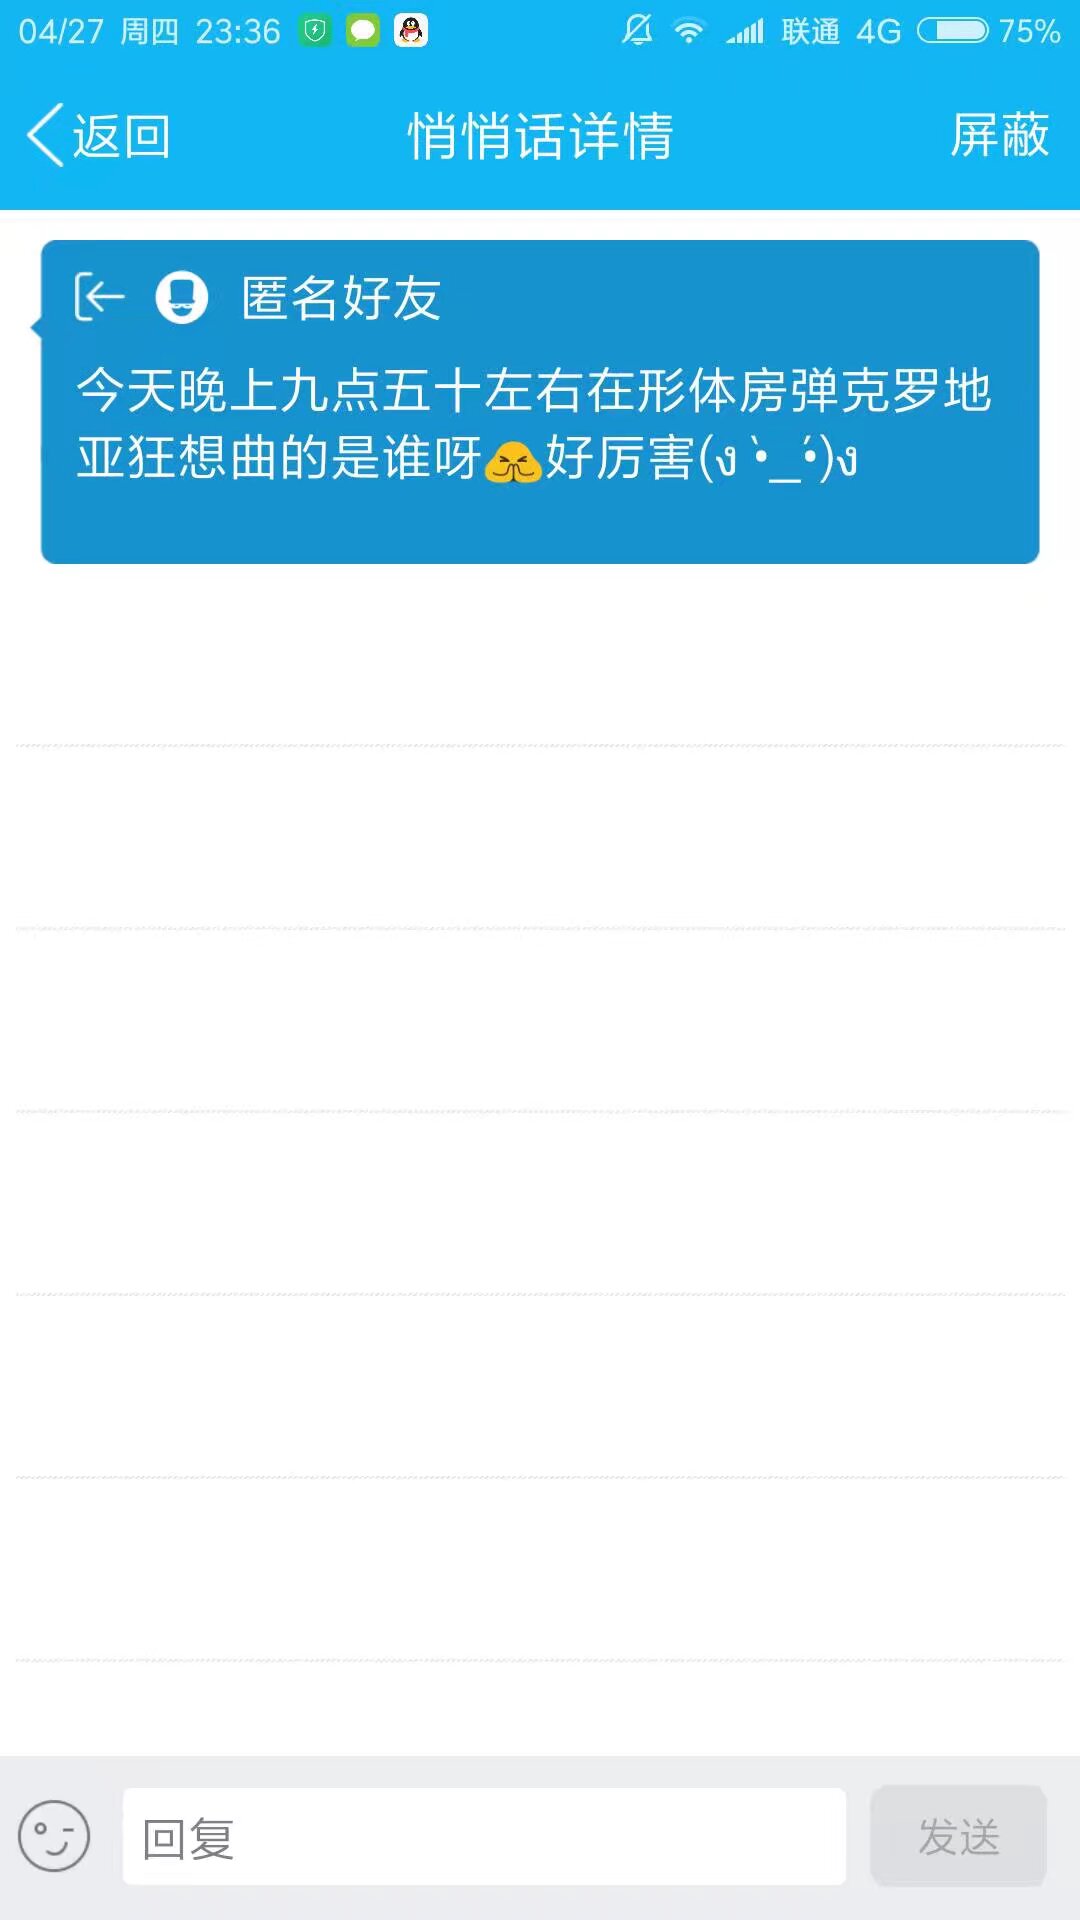 04/27 周四 23:36 联通 4G 75%
返回 悄悄话详情 屏蔽
匿名好友
今天晚上九点五十左右在形体房弹克罗地
亚狂想曲的是谁呀🙏好厉害(ง •̀_•́)ง
回复 发送